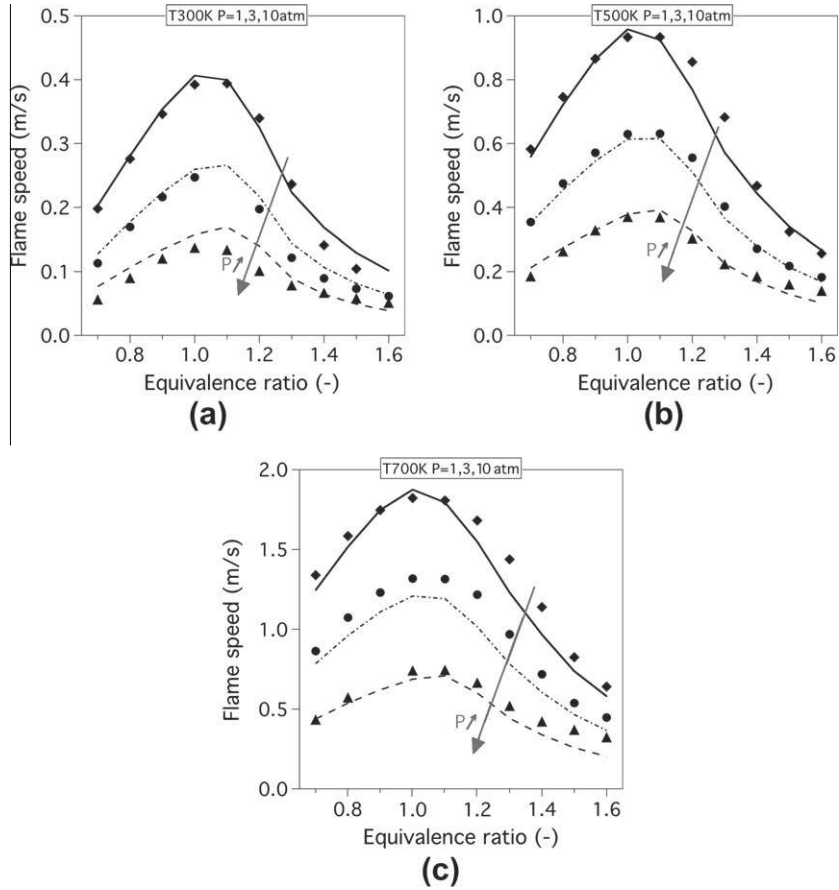 T300K P=1,3,10atm
0.5
0.4
0.3
0.2
0.1
0.0
Flame speed (m/s)
P
0.8 1.0 1.2 1.4 1.6
Equivalence ratio (-)
(a)
T500K P=1,3,10atm
1.0
0.8
0.6
0.4
0.2
0.0
Flame speed (m/s)
P
0.8 1.0 1.2 1.4 1.6
Equivalence ratio (-)
(b)
T700K P=1,3,10 atm
2.0
1.5
1.0
0.5
0.0
Flame speed (m/s)
P
0.8 1.0 1.2 1.4 1.6
Equivalence ratio (-)
(c)